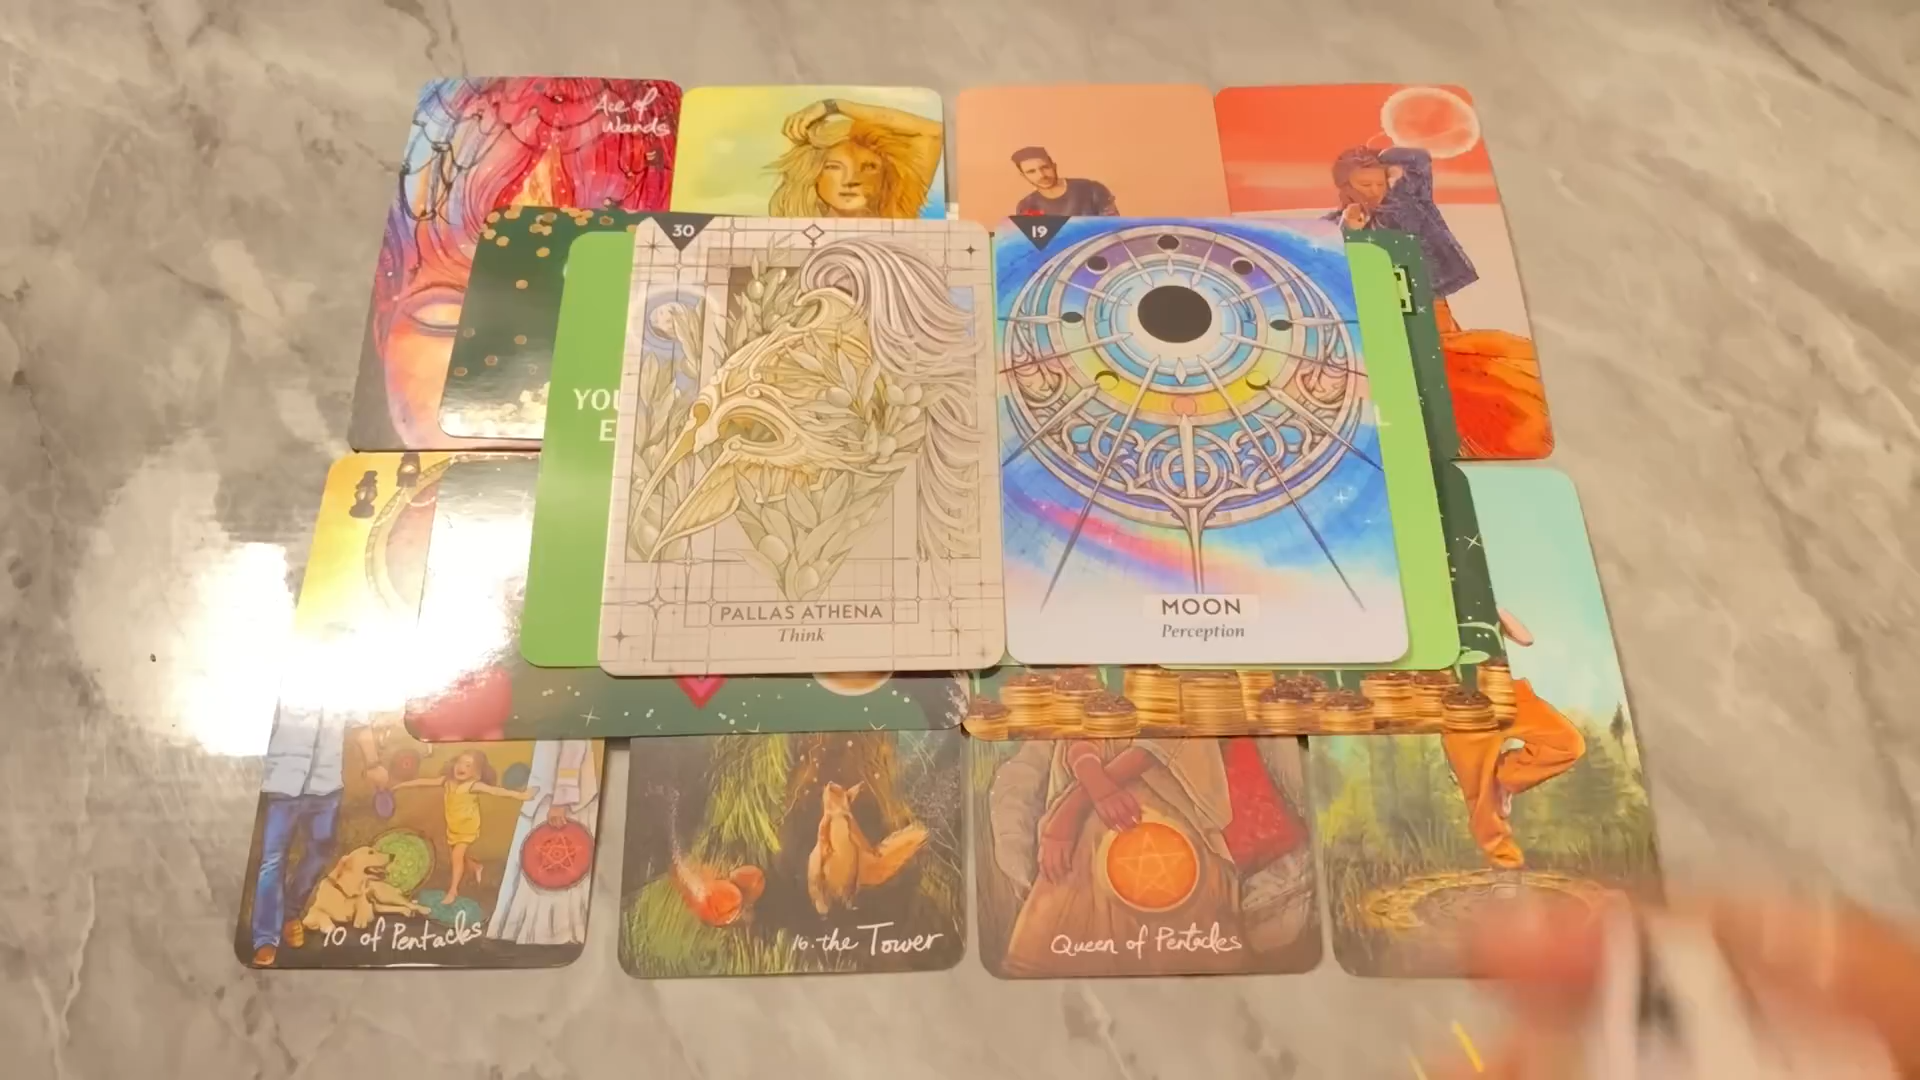 Ace of
Wands
30
19
YOU
E
L
PALLAS ATHENA
Think
MOON
Perception
10 of Pentacles
16. the Tower
Queen of Pentacles